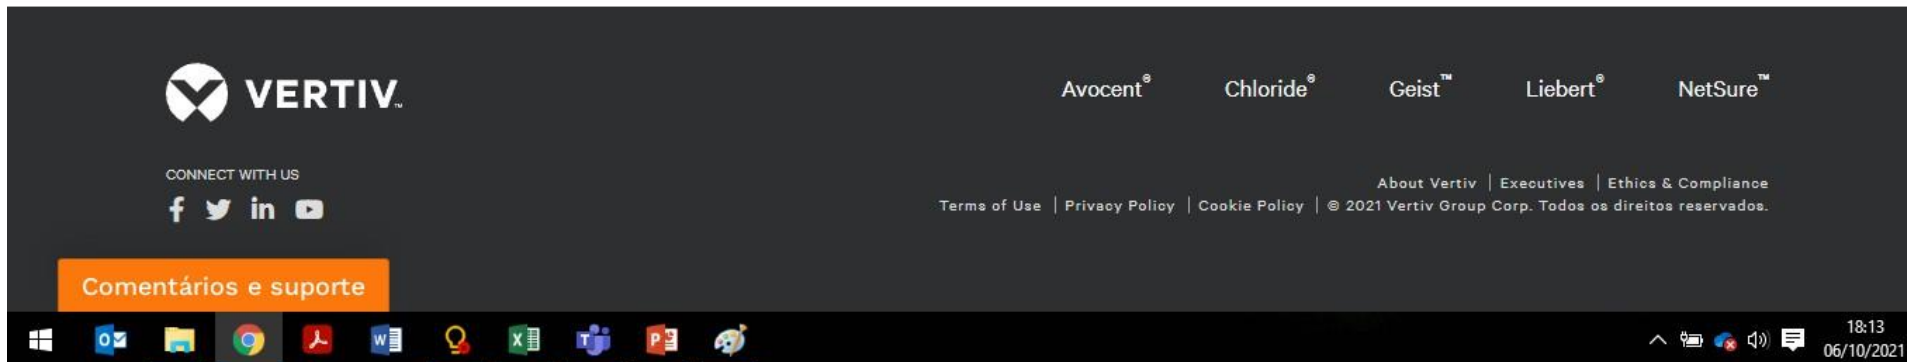 VERTIV™
Avocent® Chloride® Geist™ Liebert® NetSure™
CONNECT WITH US
About Vertiv | Executives | Ethics & Compliance
Terms of Use | Privacy Policy | Cookie Policy | © 2021 Vertiv Group Corp. Todos os direitos reservados.
Comentários e suporte
18:13
06/10/2021